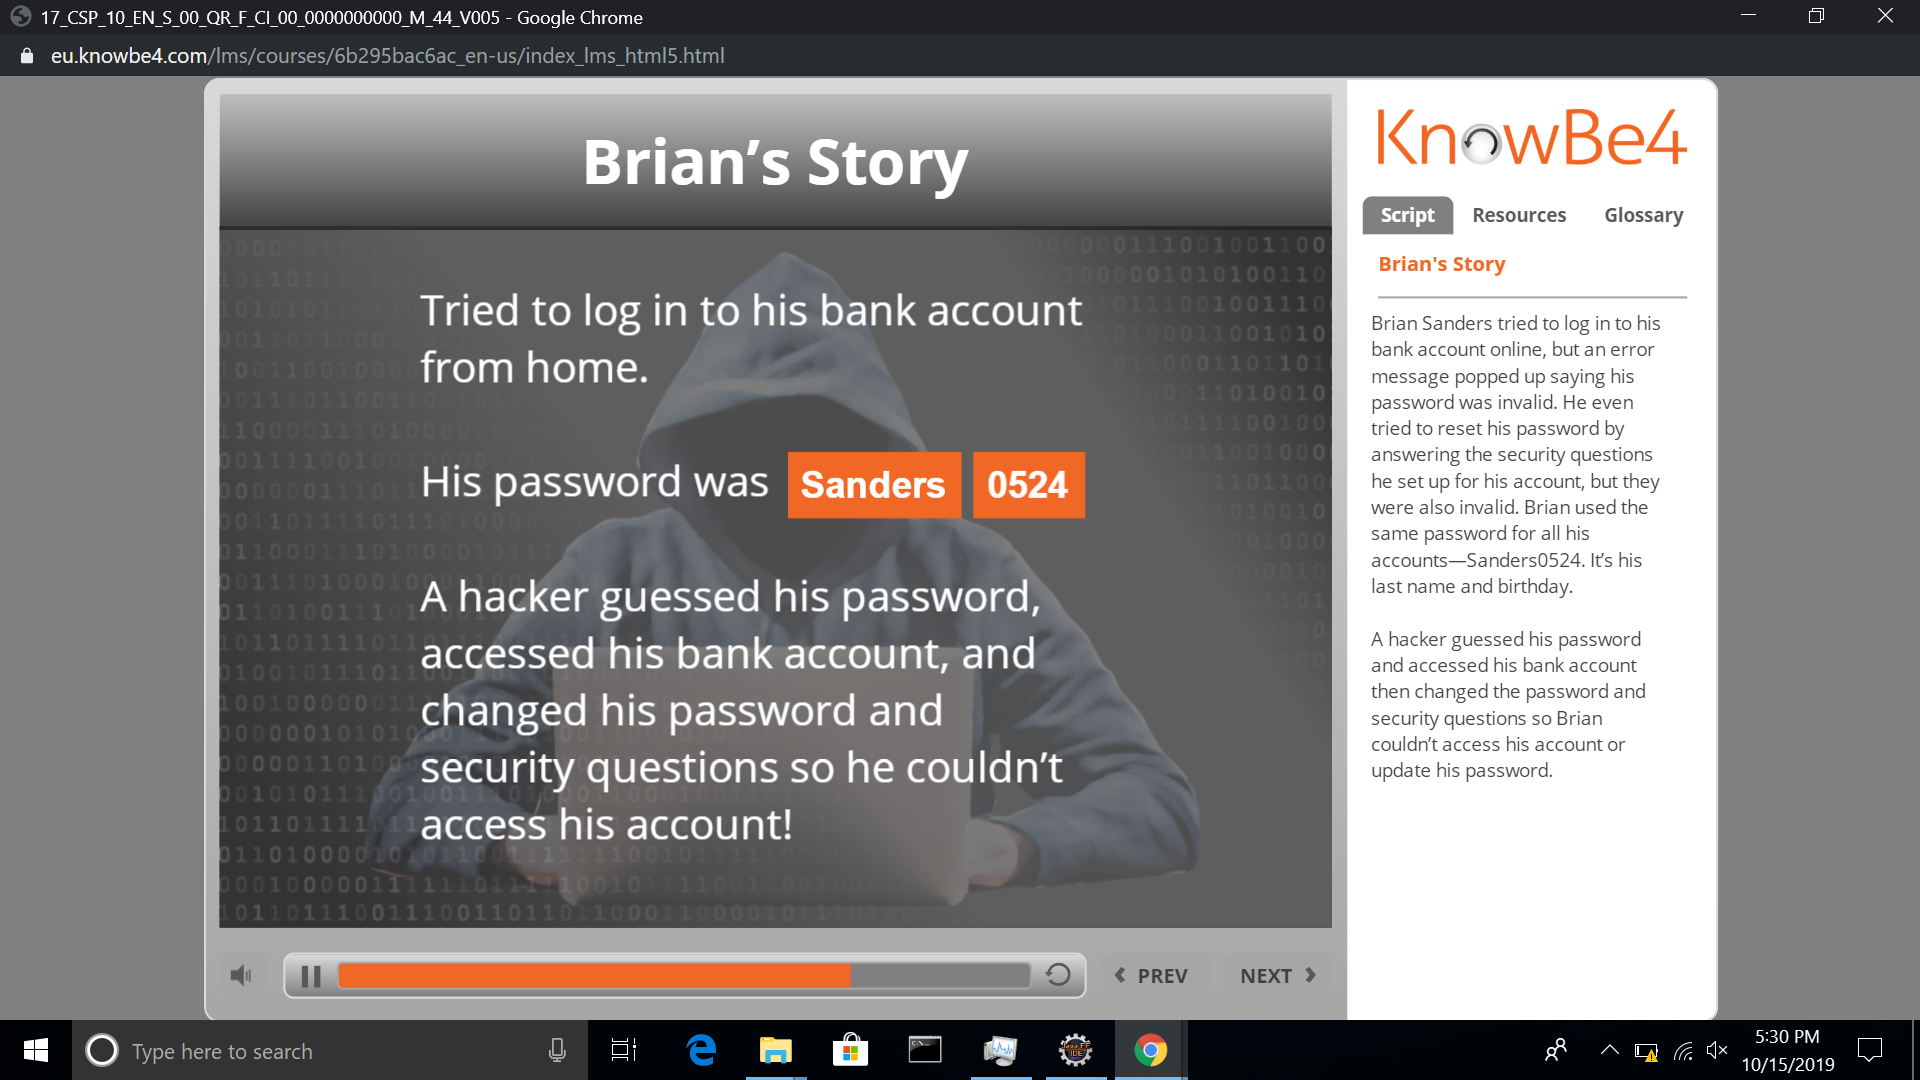 17_CSP_10_EN_S_00_QR_F_CI_00_0000000000_M_44_V005 - Google Chrome
eu.knowbe4.com/lms/courses/6b295bac6ac_en-us/index_lms_html5.html
Brian’s Story
Tried to log in to his bank account
from home.
His password was Sanders 0524
A hacker guessed his password,
accessed his bank account, and
changed his password and
security questions so he couldn’t
access his account!
PREV
NEXT
KnowBe4
Script Resources Glossary
Brian's Story
Brian Sanders tried to log in to his
bank account online, but an error
message popped up saying his
password was invalid. He even
tried to reset his password by
answering the security questions
he set up for his account, but they
were also invalid. Brian used the
same password for all his
accounts—Sanders0524. It’s his
last name and birthday.
A hacker guessed his password
and accessed his bank account
then changed the password and
security questions so Brian
couldn’t access his account or
update his password.
Type here to search
Java EE
IDE
5:30 PM
10/15/2019